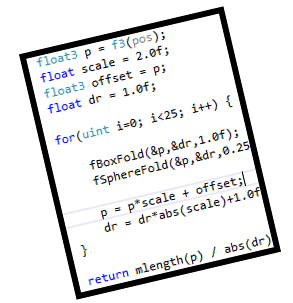 float3 p = f3(pos);
float scale = 2.0f;
float3 offset = p;
float dr = 1.0f;
for(uint i=0; i<25; i++) {
fBoxFold(&p,&dr,1.0f);
fSphereFold(&p,&dr,0.25
p = p*scale + offset;
dr = dr*abs(scale)+1.0f
}
return mlength(p) / abs(dr)